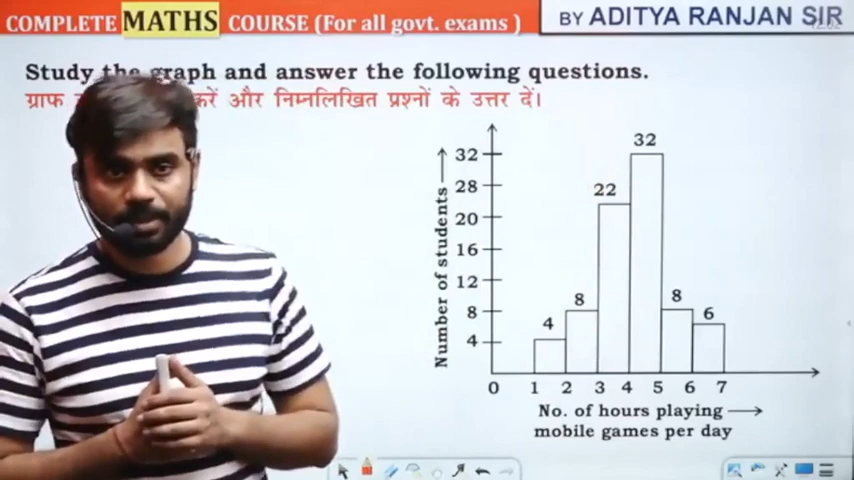 COMPLETE MATHS COURSE (For all govt. exams)
BY ADITYA RANJAN SIR
Study the graph and answer the following questions.
ग्राफ करें और निम्नलिखित प्रश्नों के उत्तर दें।
Number of students
32
28
20
16
12
8
4
4
8
22
32
8
6
0 1 2 3 4 5 6 7
No. of hours playing
mobile games per day